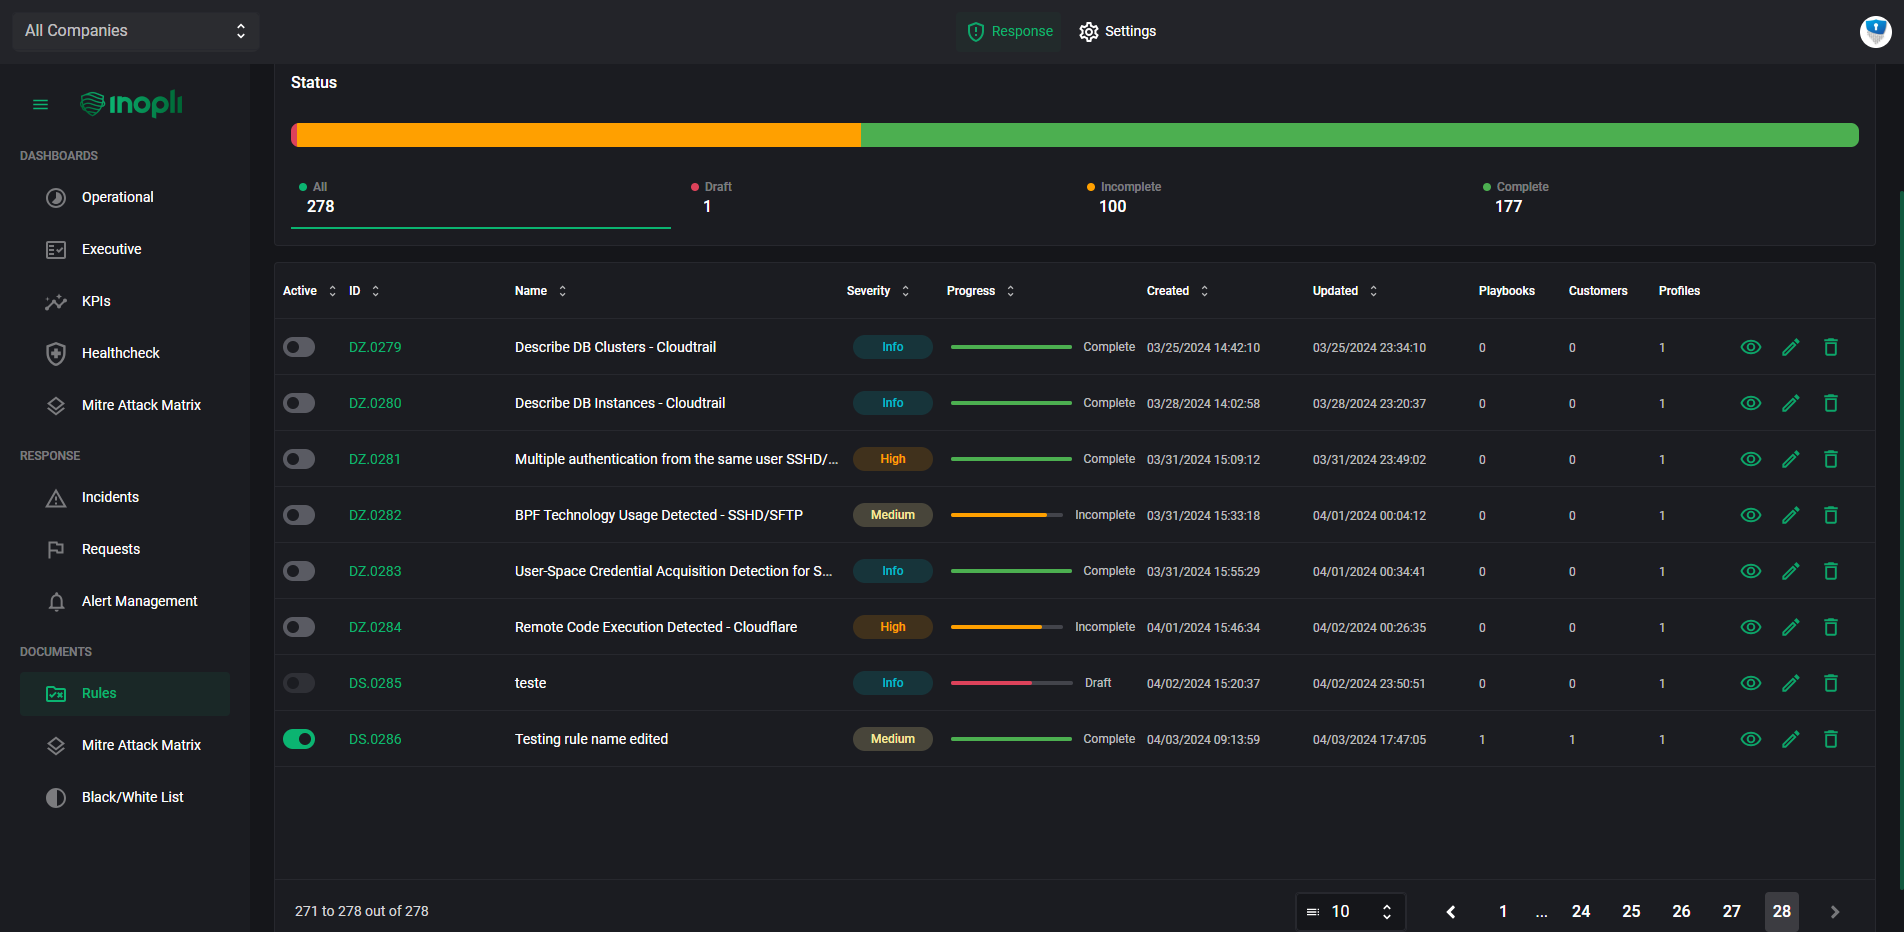 All Companies
Response
Settings
inopli
Status
DASHBOARDS
Operational
Executive
KPIs
Healthcheck
Mitre Attack Matrix
RESPONSE
Incidents
Requests
Alert Management
DOCUMENTS
Rules
Mitre Attack Matrix
Black/White List
All Draft Incomplete Complete
278 1 100 177
Active ID Name Severity Progress Created Updated Playbooks Customers Profiles
DZ.0279 Describe DB Clusters - Cloudtrail Info Complete 03/25/2024 14:42:10 03/25/2024 23:34:10 0 0 1
DZ.0280 Describe DB Instances - Cloudtrail Info Complete 03/28/2024 14:02:58 03/28/2024 23:20:37 0 0 1
DZ.0281 Multiple authentication from the same user SSHD/... High Complete 03/31/2024 15:09:12 03/31/2024 23:49:02 0 0 1
DZ.0282 BPF Technology Usage Detected - SSHD/SFTP Medium Incomplete 03/31/2024 15:33:18 04/01/2024 00:04:12 0 0 1
DZ.0283 User-Space Credential Acquisition Detection for S... Info Complete 03/31/2024 15:55:29 04/01/2024 00:34:41 0 0 1
DZ.0284 Remote Code Execution Detected - Cloudflare High Incomplete 04/01/2024 15:46:34 04/02/2024 00:26:35 0 0 1
DS.0285 teste Info Draft 04/02/2024 15:20:37 04/02/2024 23:50:51 0 0 1
DS.0286 Testing rule name edited Medium Complete 04/03/2024 09:13:59 04/03/2024 17:47:05 1 1 1
271 to 278 out of 278
10
1 ... 24 25 26 27 28